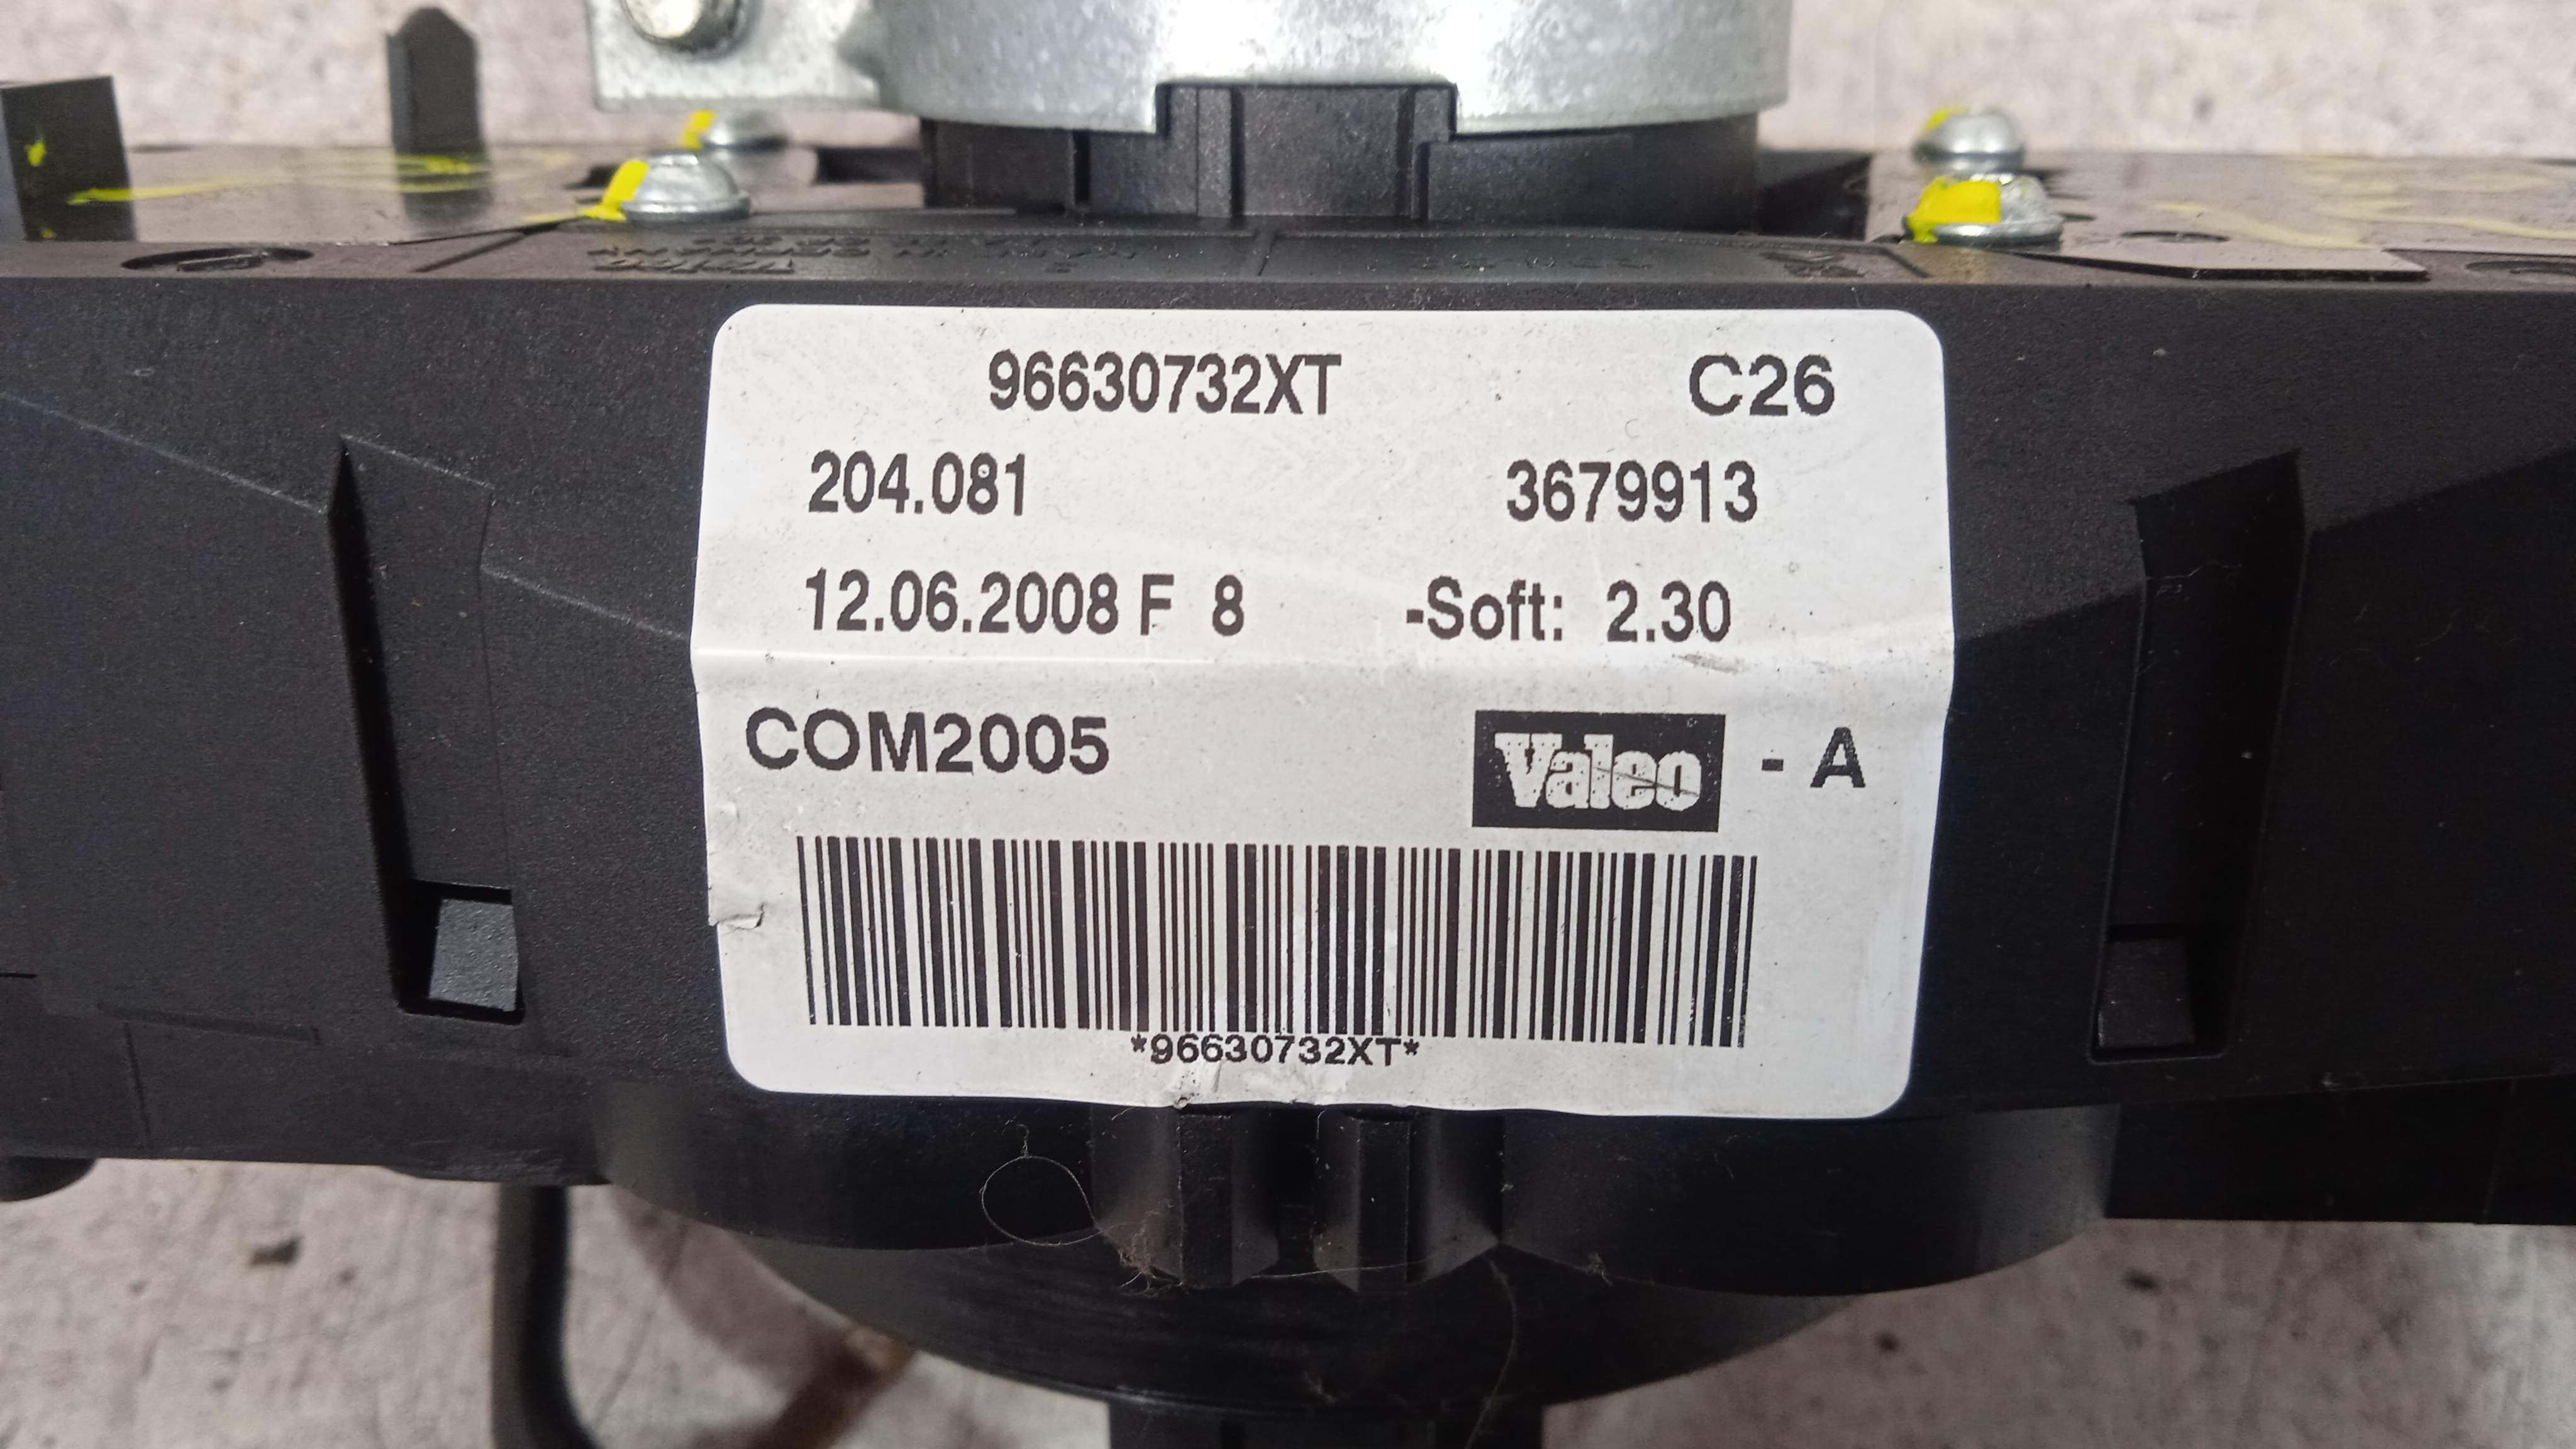 96630732XT C26
204.081 3679913
12.06.2008 F 8 -Soft: 2.30
COM2005 Valeo - A
*96630732XT*